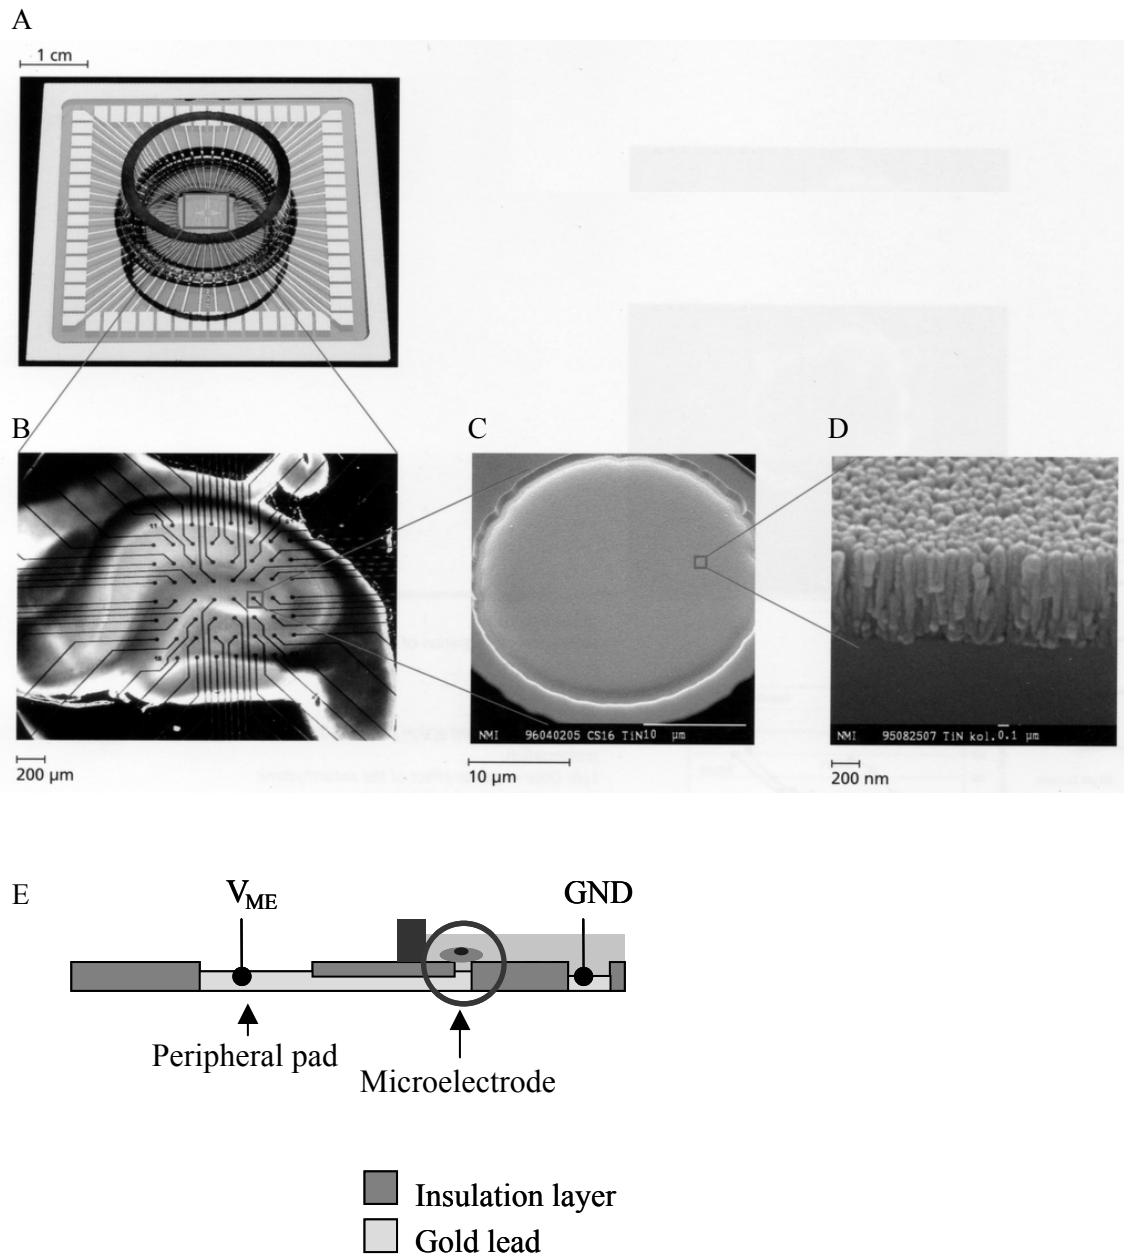 A
1 cm
B
C
D
NMI 96040205 CS16 TiN10 µm
NMI 95082507 TiN kol. 0.1 µm
200 µm
10 µm
200 nm
E
VME
GND
Peripheral pad
Microelectrode
Insulation layer
Gold lead